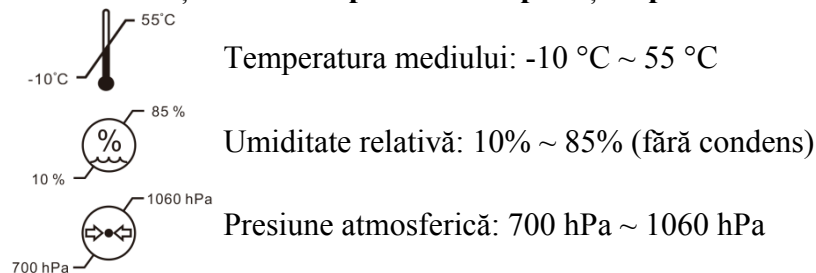 55°C
-10°C
Temperatura mediului: -10 °C ~ 55 °C
85 %
%
10 %
Umiditate relativă: 10% ~ 85% (fără condens)
1060 hPa
700 hPa
Presiune atmosferică: 700 hPa ~ 1060 hPa